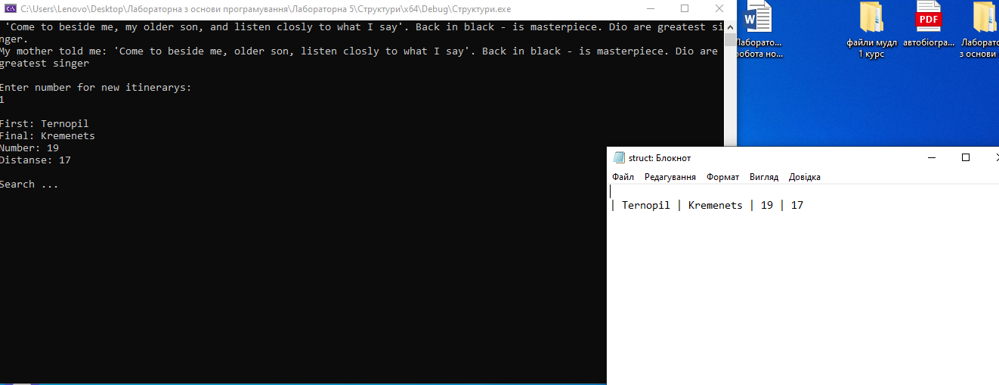 C:\Users\Lenovo\Desktop\Лабораторна з основи програмування\Лабораторна 5\Структури\x64\Debug\Структури.exe
'Come to beside me, my older son, and listen closly to what I say'. Back in black - is masterpiece. Dio are greatest si
nger.
My mother told me: 'Come to beside me, older son, listen closly to what I say'. Back in black - is masterpiece. Dio are
greatest singer
Enter number for new itinerarys:
1
First: Ternopil
Final: Kremenets
Number: 19
Distanse: 17
Search ...
Лаборато...
робота но...
файли мудл
1 курс
PDF
автобіогра...
Лаборато
з основи
struct: Блокнот
Файл Редагування Формат Вигляд Довідка
| Ternopil | Kremenets | 19 | 17